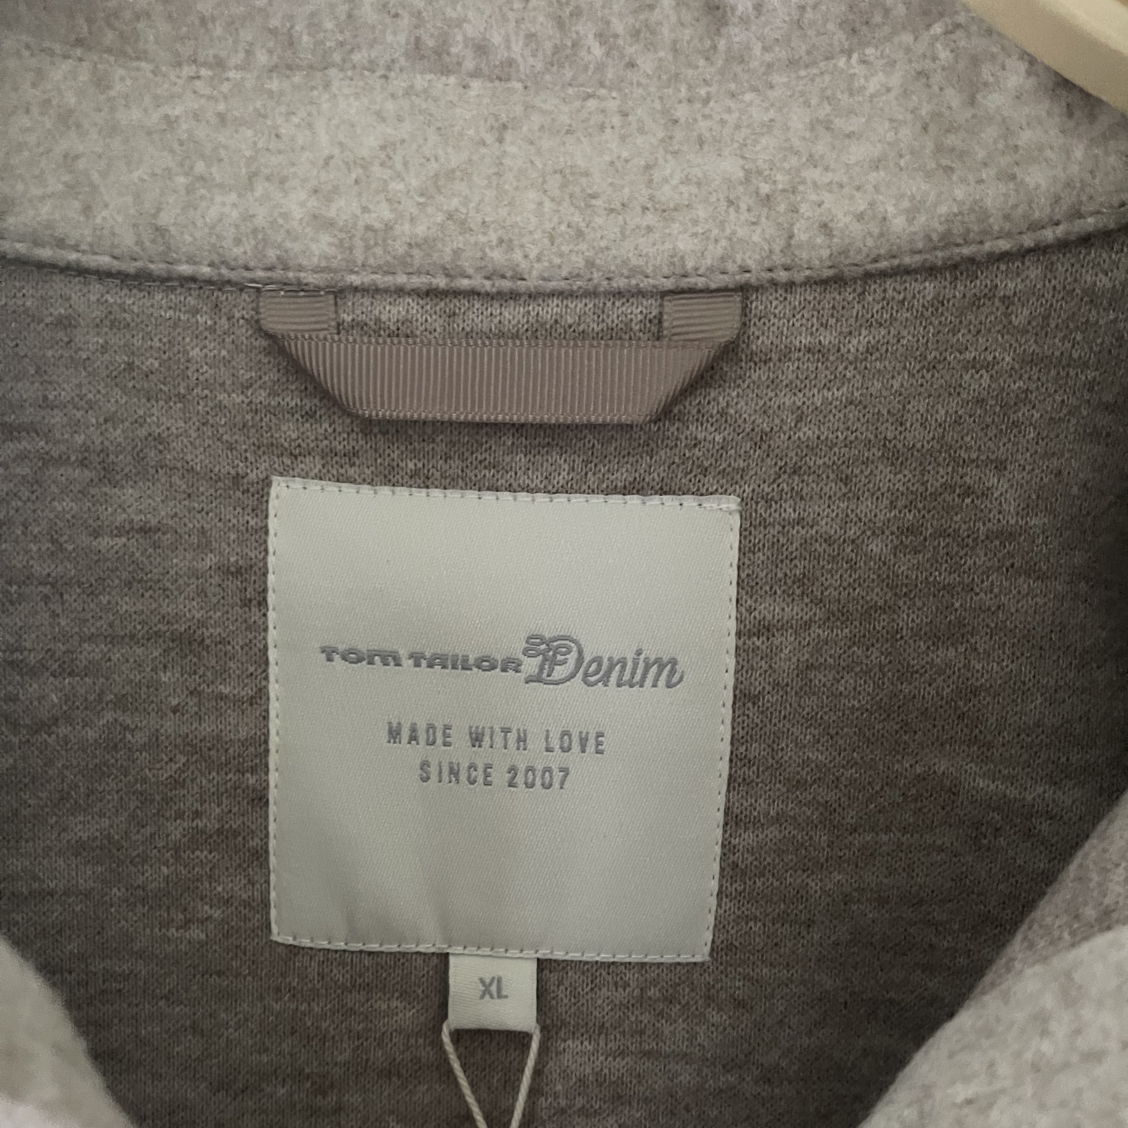 TOM TAILOR Denim
MADE WITH LOVE
SINCE 2007
XL